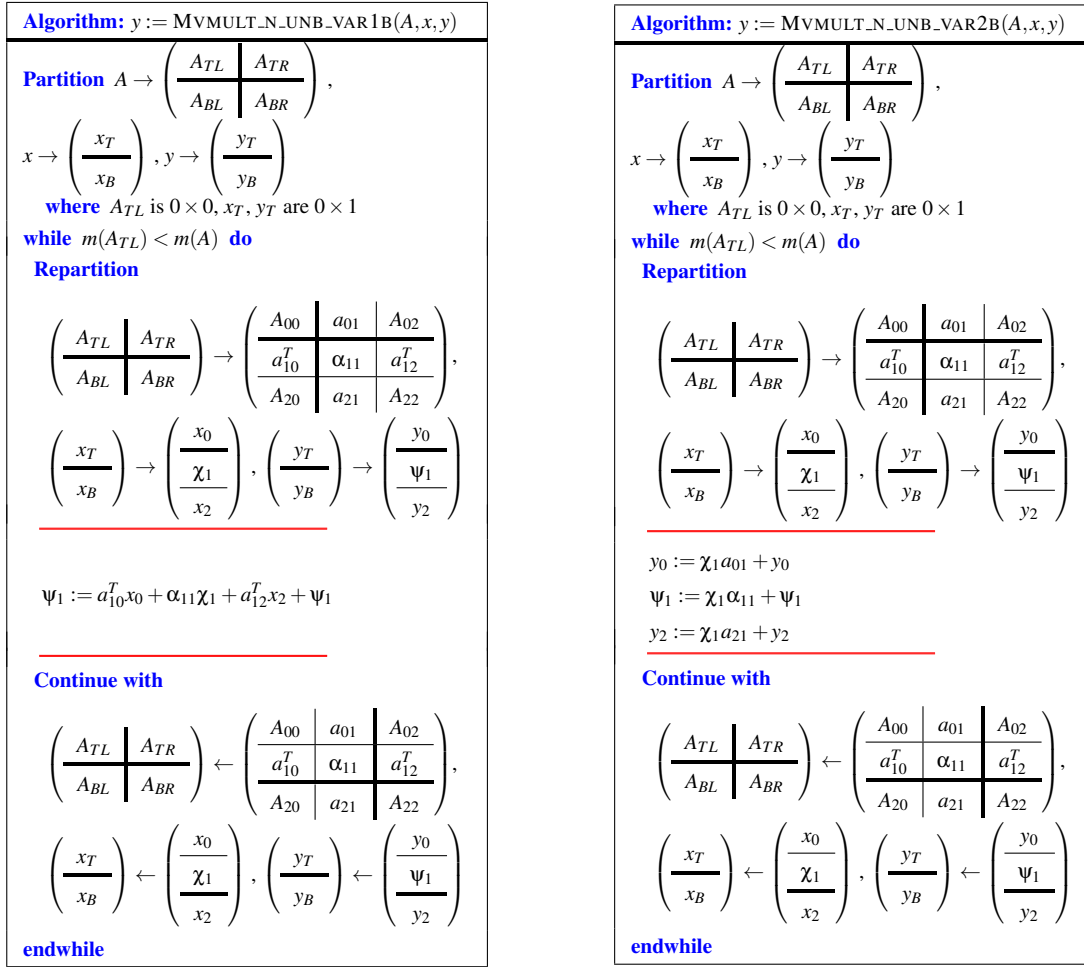 Algorithm: y := MVMULT_N_UNB_VAR1B(A, x, y)
Partition A → ( A_TL | A_TR
A_BL | A_BR ) ,
x → ( x_T
x_B ) , y → ( y_T
y_B )
where A_TL is 0 × 0, x_T, y_T are 0 × 1
while m(A_TL) < m(A) do
Repartition
( A_TL | A_TR
A_BL | A_BR ) → ( A_00 | a_01 | A_02
a_10^T | α_11 | a_12^T
A_20 | a_21 | A_22 ) ,
( x_T
x_B ) → ( x_0
χ_1
x_2 ) , ( y_T
y_B ) → ( y_0
ψ_1
y_2 )
ψ_1 := a_10^T x_0 + α_11 χ_1 + a_12^T x_2 + ψ_1
Continue with
( A_TL | A_TR
A_BL | A_BR ) ← ( A_00 | a_01 | A_02
a_10^T | α_11 | a_12^T
A_20 | a_21 | A_22 ) ,
( x_T
x_B ) ← ( x_0
χ_1
x_2 ) , ( y_T
y_B ) ← ( y_0
ψ_1
y_2 )
endwhile
Algorithm: y := MVMULT_N_UNB_VAR2B(A, x, y)
Partition A → ( A_TL | A_TR
A_BL | A_BR ) ,
x → ( x_T
x_B ) , y → ( y_T
y_B )
where A_TL is 0 × 0, x_T, y_T are 0 × 1
while m(A_TL) < m(A) do
Repartition
( A_TL | A_TR
A_BL | A_BR ) → ( A_00 | a_01 | A_02
a_10^T | α_11 | a_12^T
A_20 | a_21 | A_22 ) ,
( x_T
x_B ) → ( x_0
χ_1
x_2 ) , ( y_T
y_B ) → ( y_0
ψ_1
y_2 )
y_0 := χ_1 a_01 + y_0
ψ_1 := χ_1 α_11 + ψ_1
y_2 := χ_1 a_21 + y_2
Continue with
( A_TL | A_TR
A_BL | A_BR ) ← ( A_00 | a_01 | A_02
a_10^T | α_11 | a_12^T
A_20 | a_21 | A_22 ) ,
( x_T
x_B ) ← ( x_0
χ_1
x_2 ) , ( y_T
y_B ) ← ( y_0
ψ_1
y_2 )
endwhile